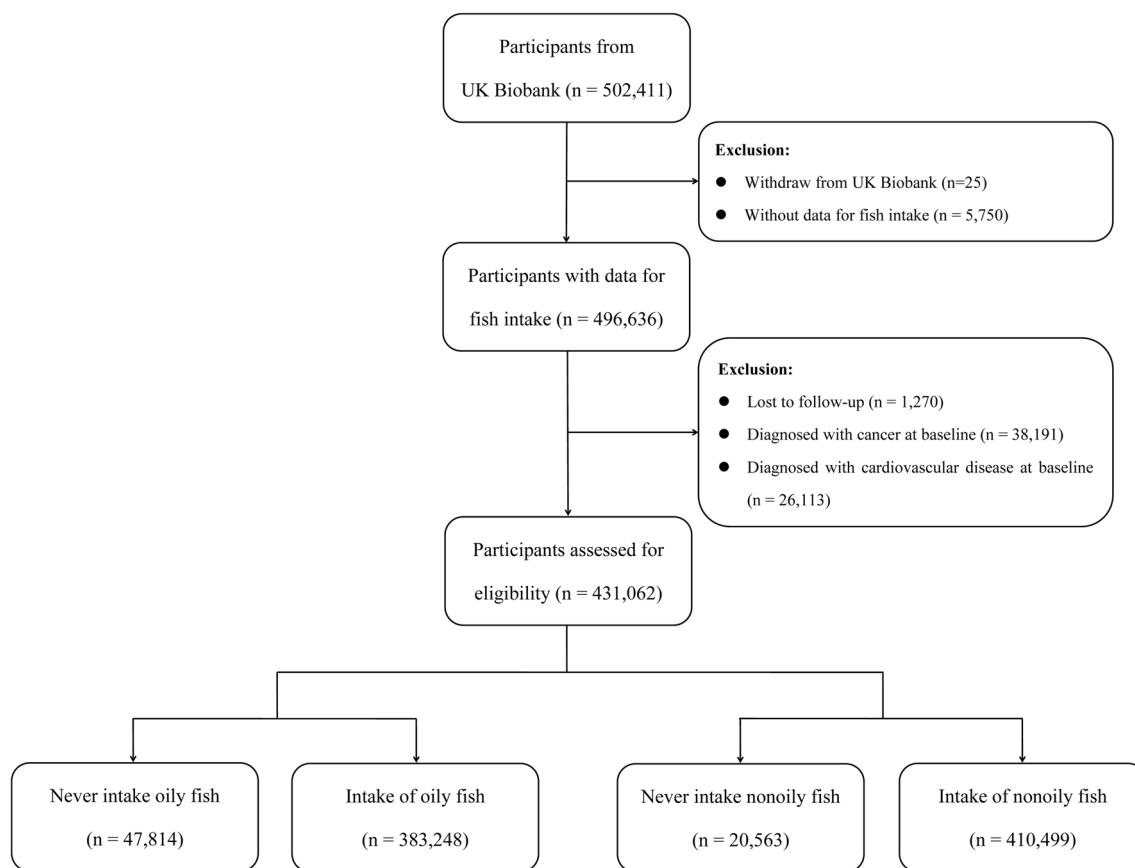 Participants from
UK Biobank (n = 502,411)
Exclusion:
● Withdraw from UK Biobank (n=25)
● Without data for fish intake (n = 5,750)
Participants with data for
fish intake (n = 496,636)
Exclusion:
● Lost to follow-up (n = 1,270)
● Diagnosed with cancer at baseline (n = 38,191)
● Diagnosed with cardiovascular disease at baseline
(n = 26,113)
Participants assessed for
eligibility (n = 431,062)
Never intake oily fish
(n = 47,814)
Intake of oily fish
(n = 383,248)
Never intake nonoily fish
(n = 20,563)
Intake of nonoily fish
(n = 410,499)